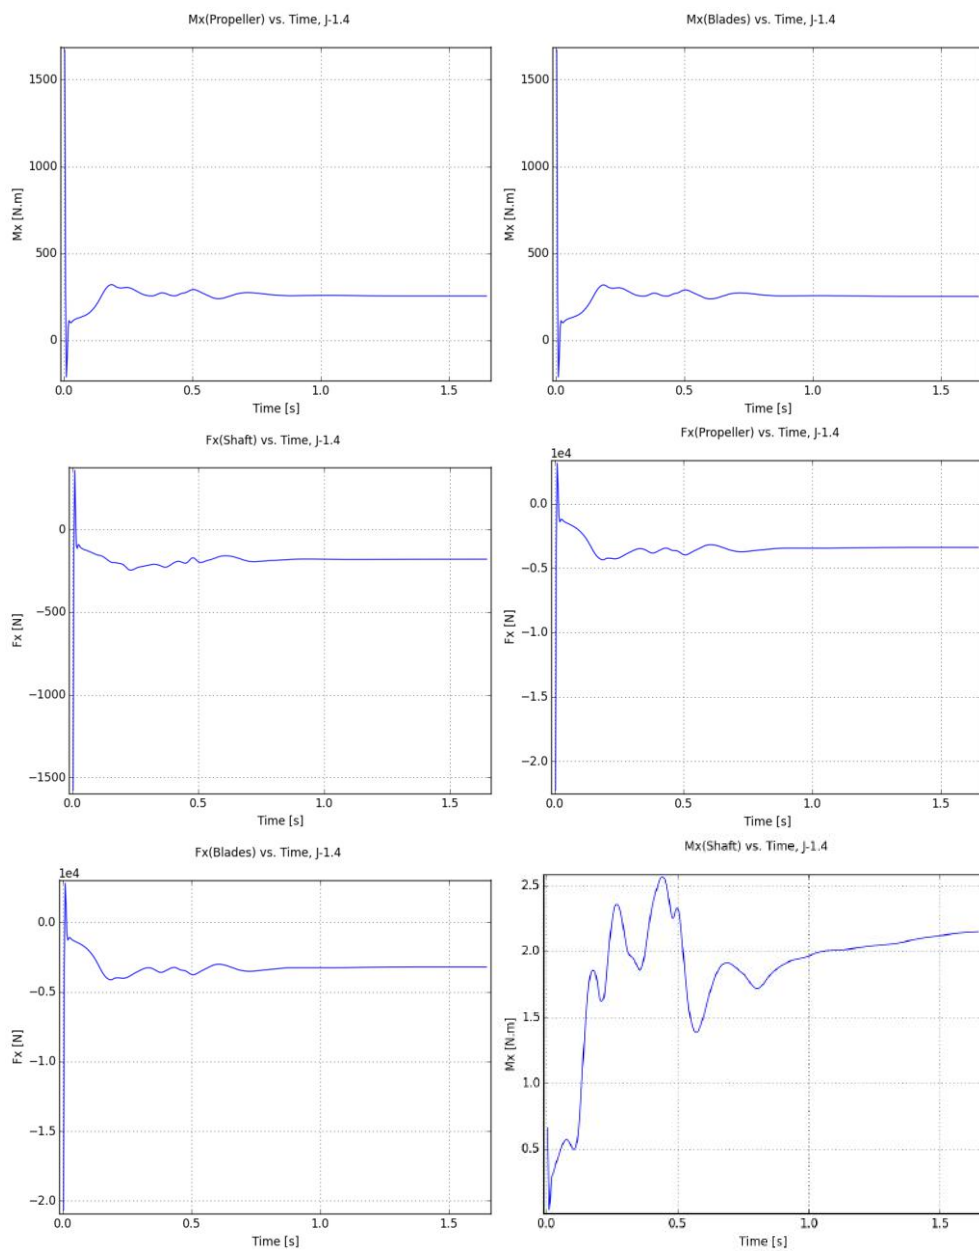 Mx(Propeller) vs. Time, J-1.4
1500
1000
500
0
Mx [N.m]
0.0 0.5 1.0 1.5
Time [s]
Mx(Blades) vs. Time, J-1.4
1500
1000
500
0
Mx [N.m]
0.0 0.5 1.0 1.5
Time [s]
Fx(Shaft) vs. Time, J-1.4
0
−500
−1000
−1500
Fx [N]
0.0 0.5 1.0 1.5
Time [s]
Fx(Propeller) vs. Time, J-1.4
1e4
0.0
−0.5
−1.0
−1.5
−2.0
Fx [N]
0.0 0.5 1.0 1.5
Time [s]
Fx(Blades) vs. Time, J-1.4
1e4
0.0
−0.5
−1.0
−1.5
−2.0
Fx [N]
0.0 0.5 1.0 1.5
Time [s]
Mx(Shaft) vs. Time, J-1.4
2.5
2.0
1.5
1.0
0.5
Mx [N.m]
0.0 0.5 1.0 1.5
Time [s]